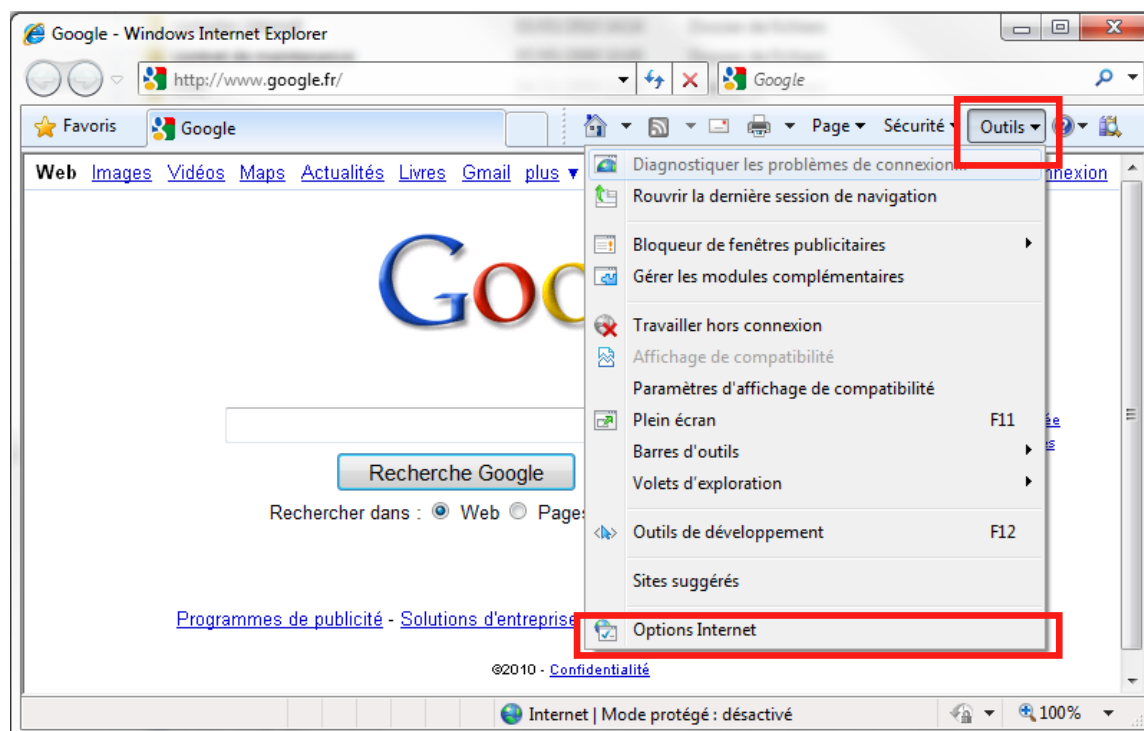 Google - Windows Internet Explorer
http://www.google.fr/
Google
Favoris
Google
Page
Sécurité
Outils
Web Images Vidéos Maps Actualités Livres Gmail plus
nnexion
Diagnostiquer les problèmes de connexion...
Rouvrir la dernière session de navigation
Bloqueur de fenêtres publicitaires
Gérer les modules complémentaires
Travailler hors connexion
Affichage de compatibilité
Paramètres d'affichage de compatibilité
Plein écran F11
Barres d'outils
Volets d'exploration
Outils de développement F12
Sites suggérés
Options Internet
Goo
Recherche Google
Rechercher dans : Web Pages
Programmes de publicité - Solutions d'entreprise
©2010 - Confidentialité
Internet | Mode protégé : désactivé
100%